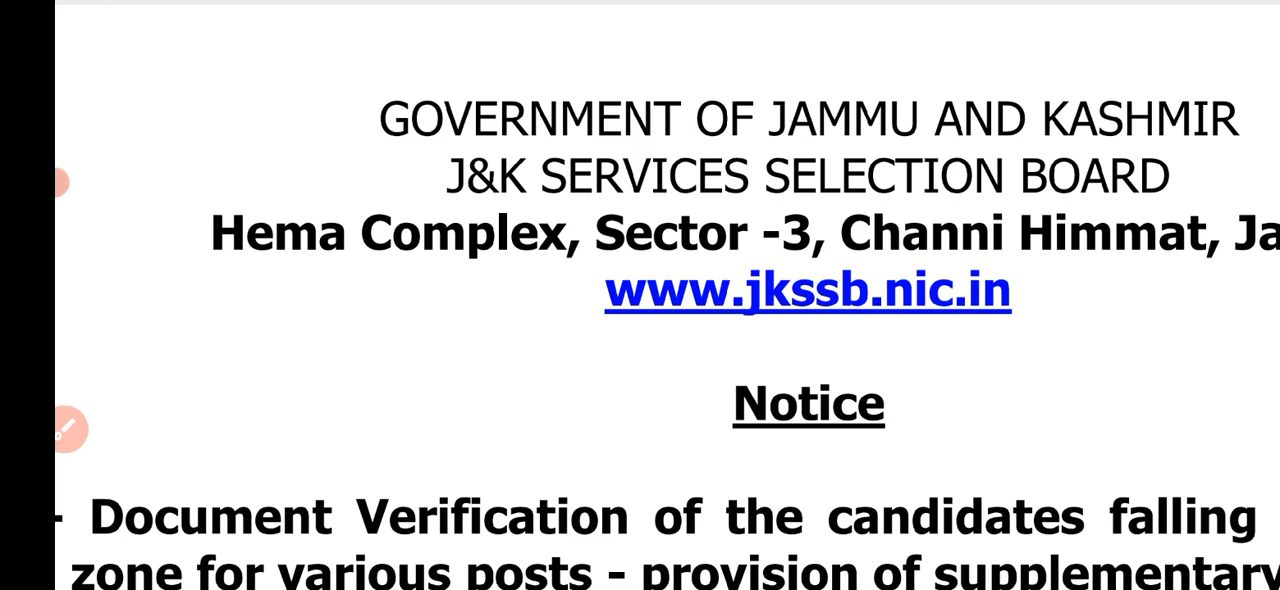 GOVERNMENT OF JAMMU AND KASHMIR
J&K SERVICES SELECTION BOARD
Hema Complex, Sector -3, Channi Himmat,
www.jkssb.nic.in
Notice
- Document Verification of the candidates falling
zone for various posts - provision of supplementary